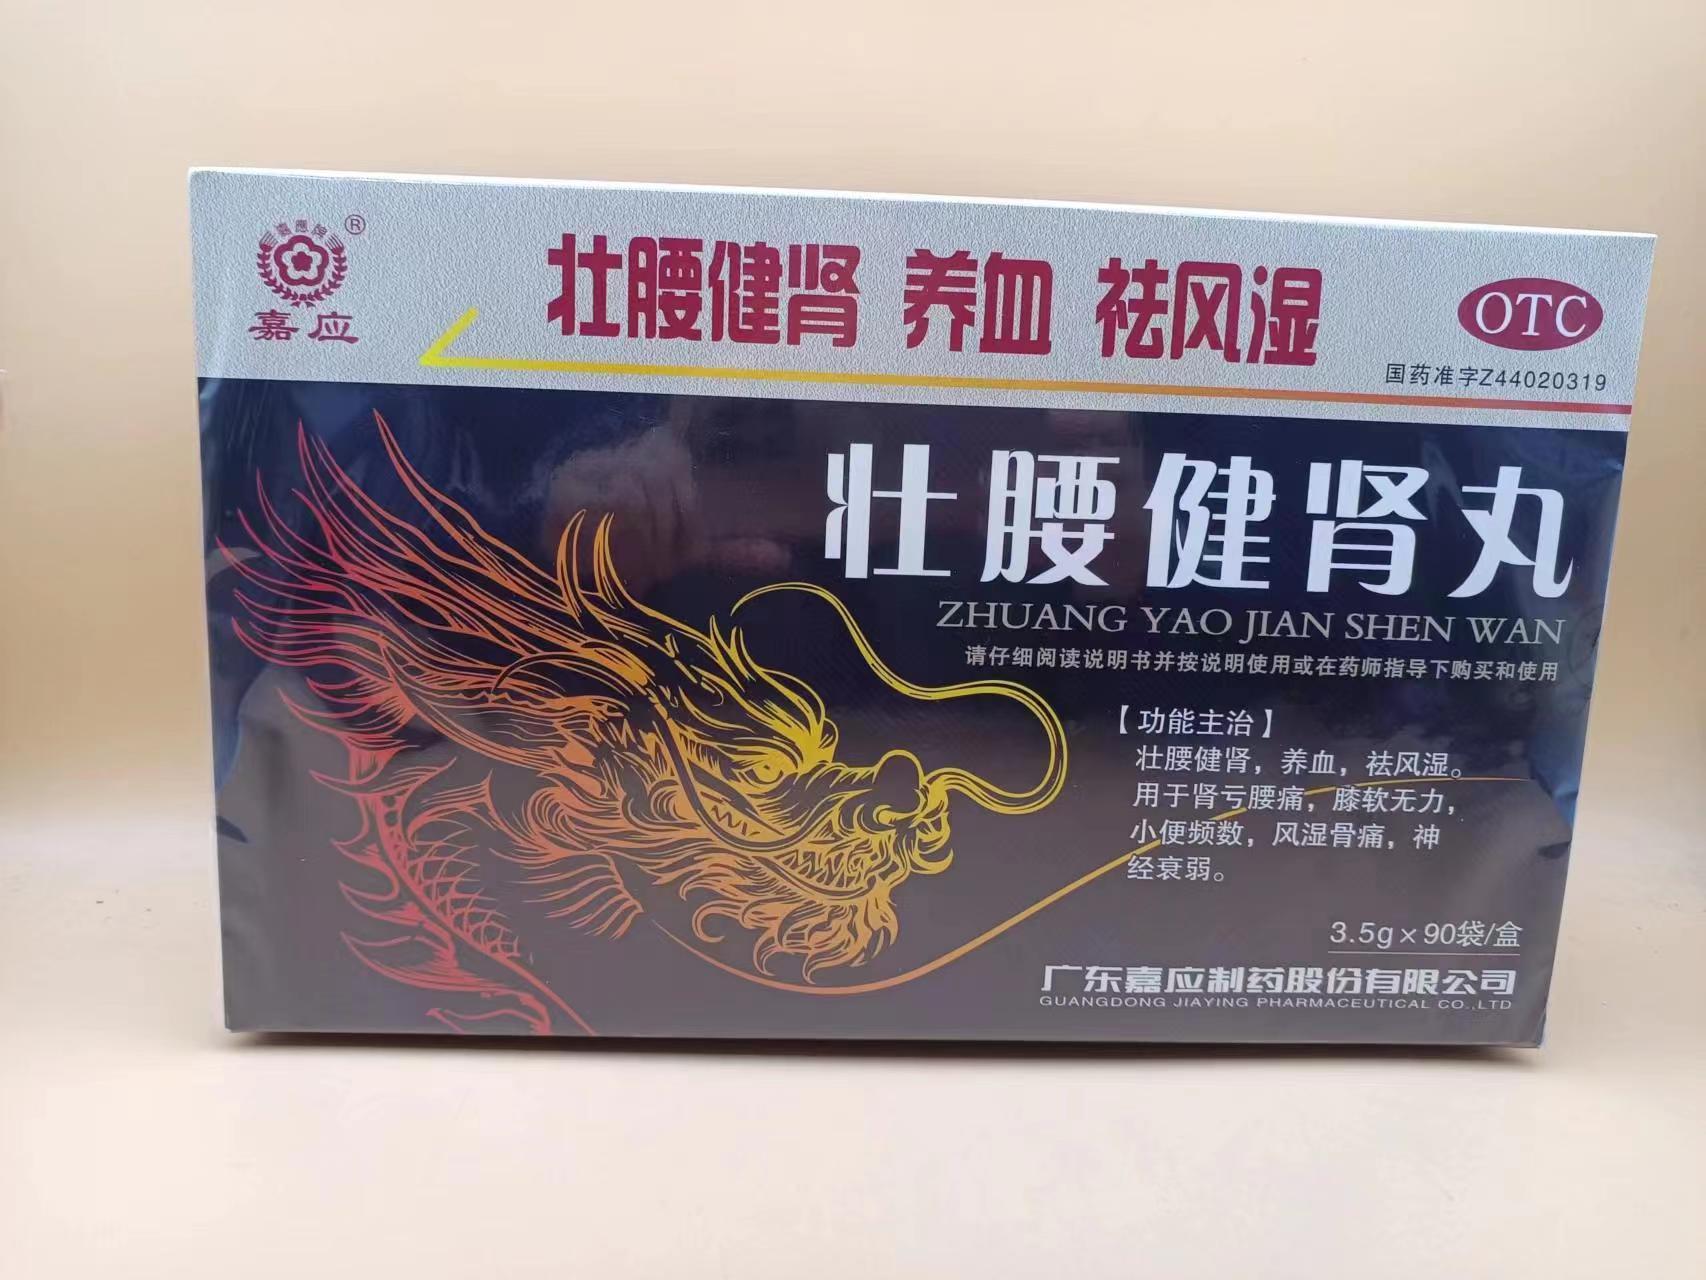 嘉應牌
®
嘉应
壮腰健肾 养血 祛风湿
OTC
国药准字Z44020319
壮腰健肾丸
ZHUANG YAO JIAN SHEN WAN
请仔细阅读说明书并按说明使用或在药师指导下购买和使用
【功能主治】
壮腰健肾，养血，祛风湿。
用于肾亏腰痛，膝软无力，
小便频数，风湿骨痛，神
经衰弱。
3.5g×90袋/盒
广东嘉应制药股份有限公司
GUANGDONG JIAYING PHARMACEUTICAL CO.,LTD